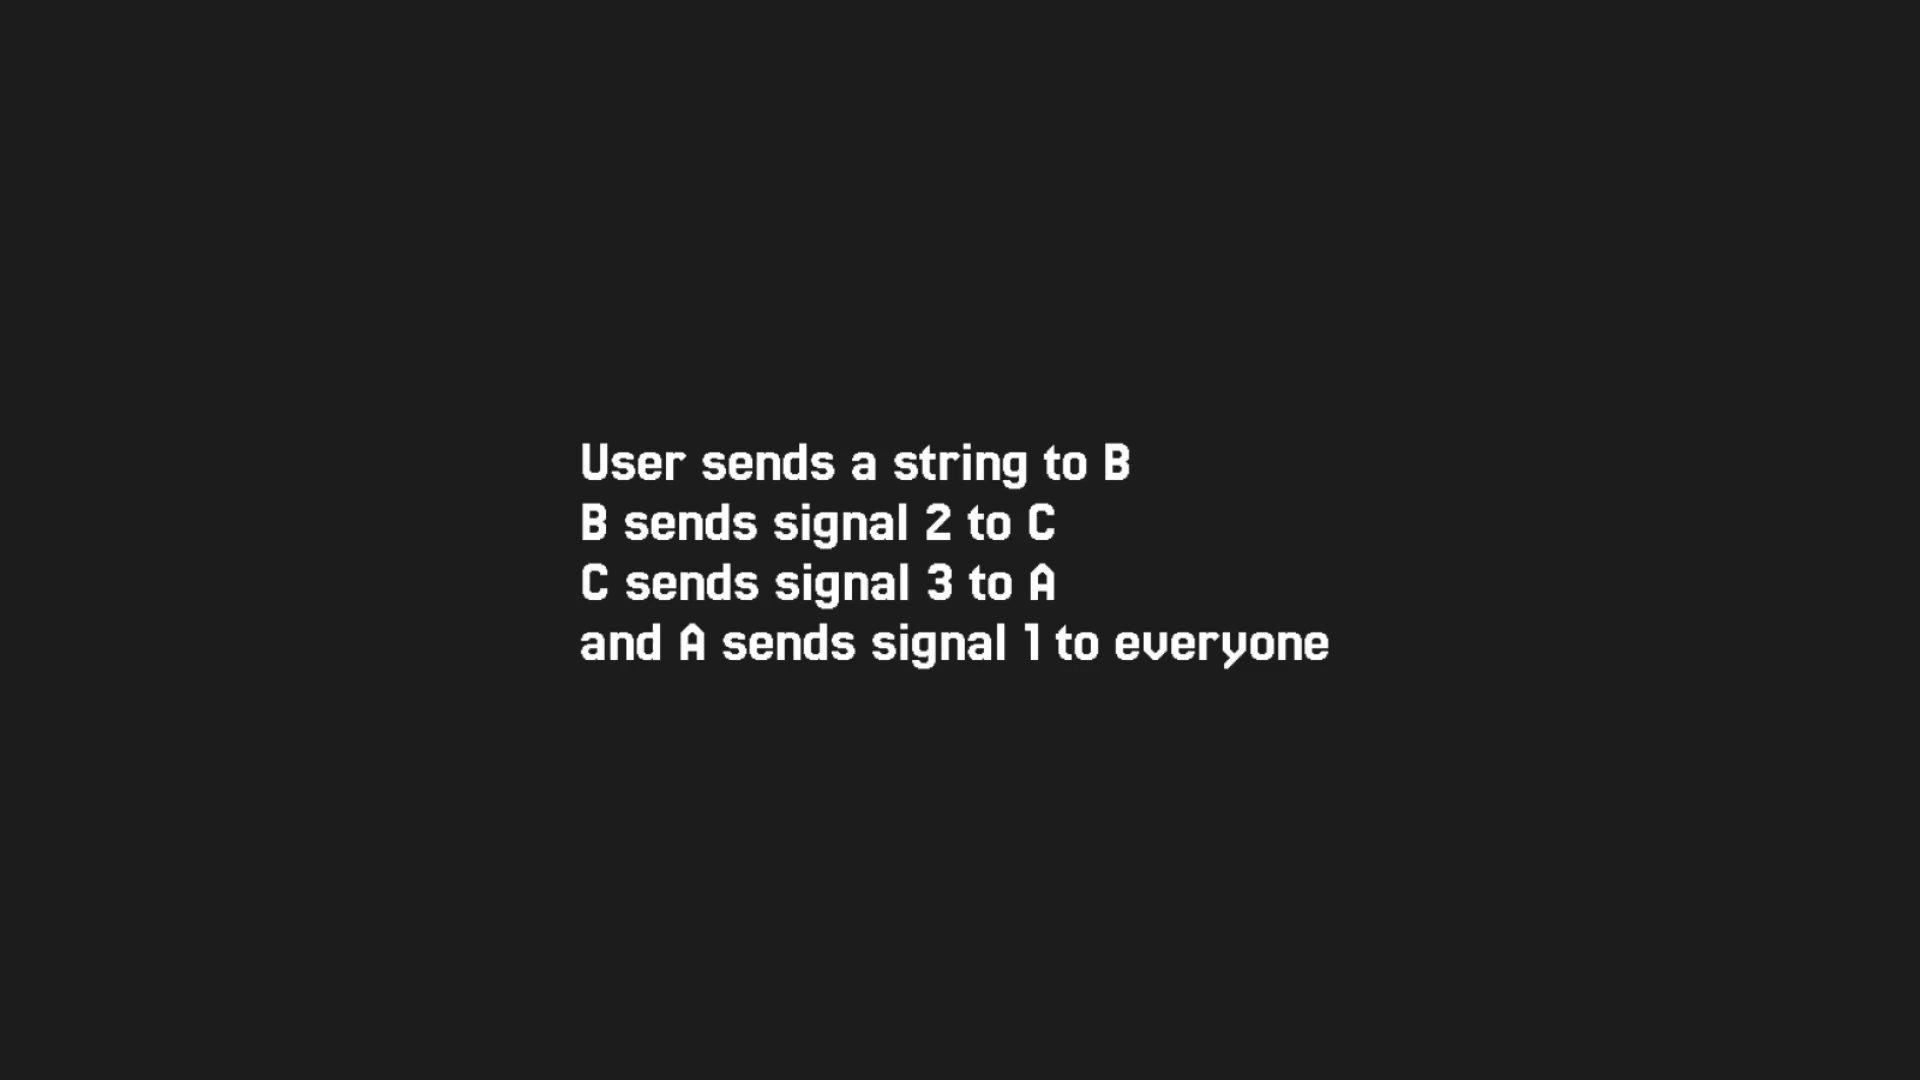 User sends a string to B
B sends signal 2 to C
C sends signal 3 to A
and A sends signal 1 to everyone